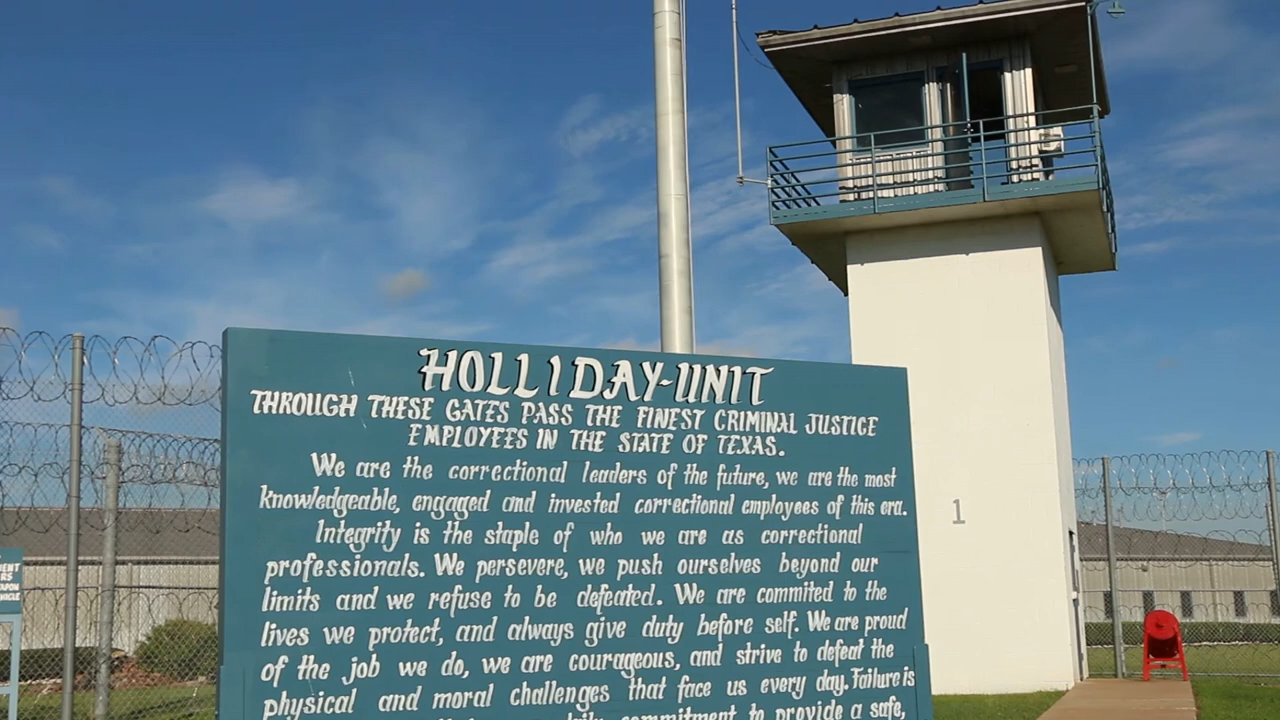 HOLLIDAY-UNIT
THROUGH THESE GATES PASS THE FINEST CRIMINAL JUSTICE
EMPLOYEES IN THE STATE OF TEXAS.
We are the correctional leaders of the future, we are the most
knowledgeable, engaged and invested correctional employees of this era.
Integrity is the staple of who we are as correctional
professionals. We persevere, we push ourselves beyond our
limits and we refuse to be defeated. We are commited to the
lives we protect, and always give duty before self. We are proud
of the job we do, we are courageous, and strive to defeat the
physical and moral challenges that face us every day. Failure is
commitment to provide a safe,
1